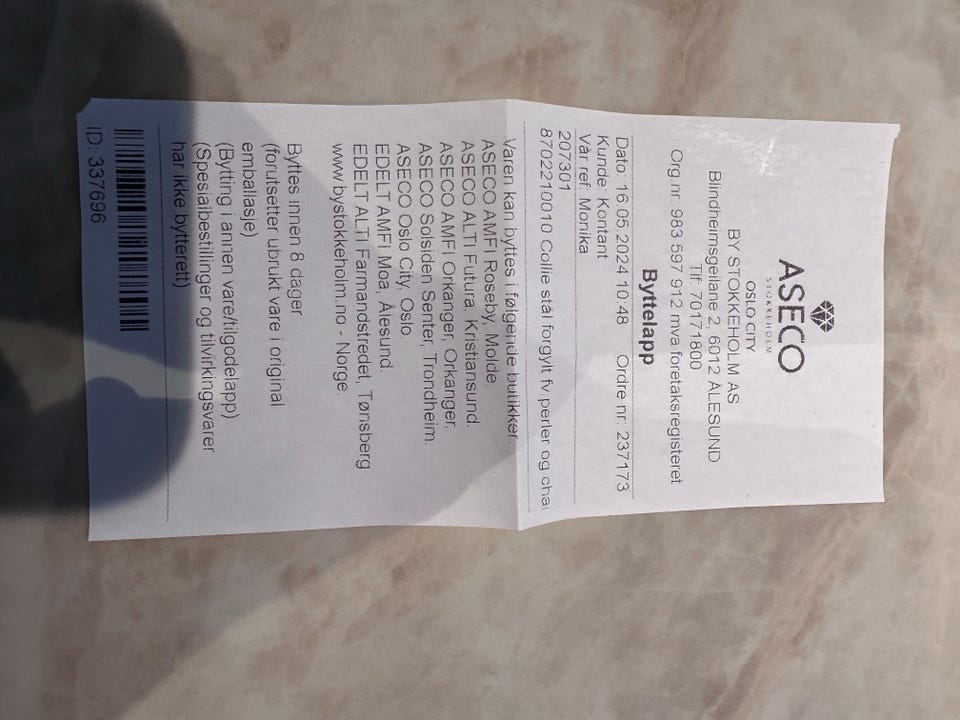 ASECO
STOKKEHOLM
BY STOKKEHOLM AS
OSLO CITY
Blindheimsgeilane 2, 6012 ÅLESUND
Tlf: 70171800
Org.nr: 983 597 912 mva foretaksregisteret
Byttelapp
Dato: 16.05.2024 10:48 Ordre nr: 237173
Kunde: Kontant
Vår ref: Monika
207301
8702210010 Collie stål forgylt fv.perler og char
Varen kan byttes i følgende butikker.
ASECO AMFI Roseby, Molde.
ASECO ALTI Futura, Kristiansund.
ASECO AMFI Orkanger, Orkanger.
ASECO Solsiden Senter, Trondheim.
ASECO Oslo City, Oslo.
EDELT AMFI Moa, Ålesund.
EDELT ALTI Farmandstredet, Tønsberg
www.bystokkeholm.no - Norge.
Byttes innen 8 dager
(forutsetter ubrukt vare i original
emballasje)
(Bytting i annen vare/tilgodelapp)
(Spesialbestillinger og tilvirkingsvarer
har ikke bytterett)
ID: 337696